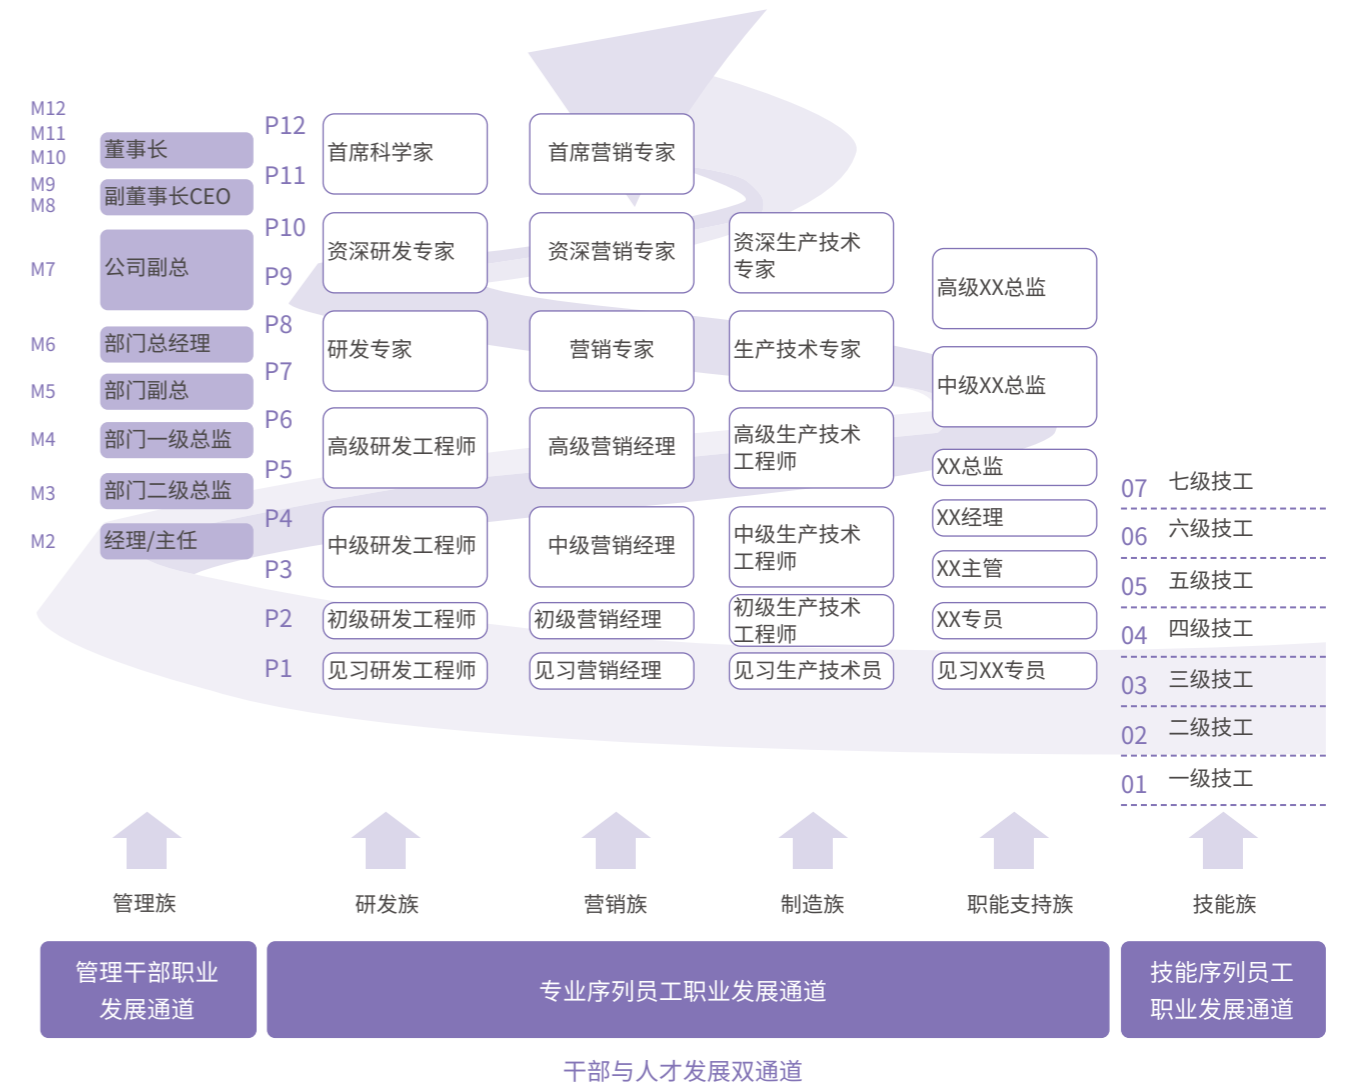 M12
M11
M10
M9
M8
M7
M6
M5
M4
M3
M2
董事长
副董事长CEO
公司副总
部门总经理
部门副总
部门一级总监
部门二级总监
经理/主任
P12
P11
P10
P9
P8
P7
P6
P5
P4
P3
P2
P1
首席科学家
资深研发专家
研发专家
高级研发工程师
中级研发工程师
初级研发工程师
见习研发工程师
首席营销专家
资深营销专家
营销专家
高级营销经理
中级营销经理
初级营销经理
见习营销经理
资深生产技术
专家
生产技术专家
高级生产技术
工程师
中级生产技术
工程师
初级生产技术
工程师
见习生产技术员
高级XX总监
中级XX总监
XX总监
XX经理
XX主管
XX专员
见习XX专员
07 七级技工
06 六级技工
05 五级技工
04 四级技工
03 三级技工
02 二级技工
01 一级技工
管理族
研发族
营销族
制造族
职能支持族
技能族
管理干部职业
发展通道
专业序列员工职业发展通道
技能序列员工
职业发展通道
干部与人才发展双通道